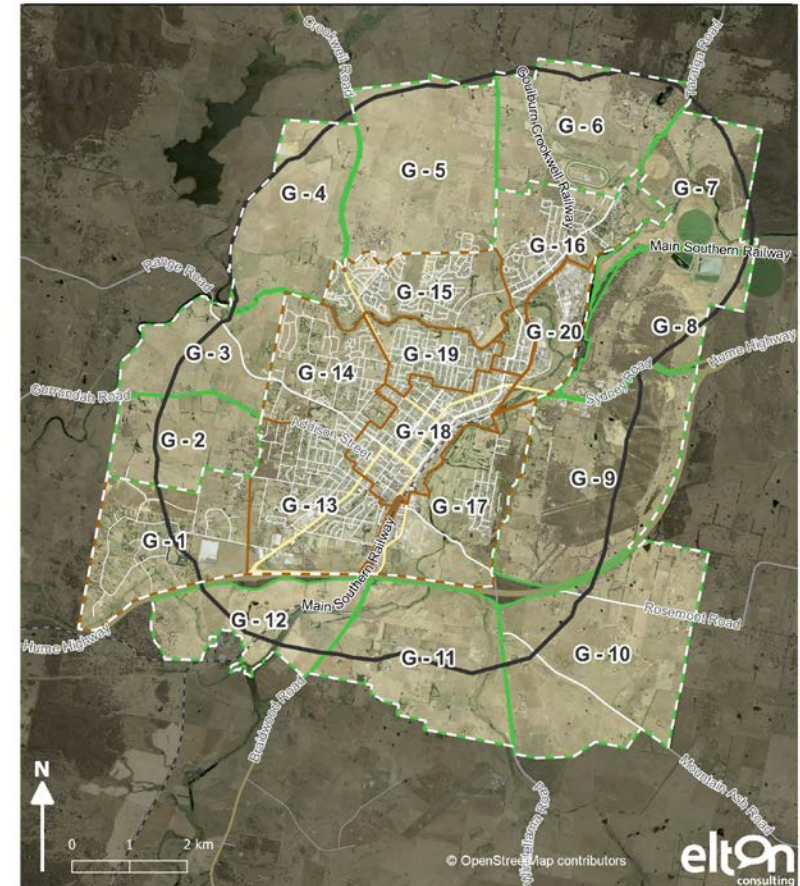 Crookwell Road
Taralga Road
Goulburn Crookwell Railway
G - 6
G - 5
G - 4
G - 7
G - 16
Main Southern Railway
Range Road
G - 15
G - 20
G - 8
Hume Highway
G - 3
G - 19
G - 14
Sydney Road
Gurrundah Road
G - 18
Addison Street
G - 2
G - 9
G - 13
G - 17
G - 1
Main Southern Railway
G - 12
Rosemont Road
Hume Highway
G - 11
G - 10
Braidwood Road
Mountain Ash Road
N
0 1 2 km
© OpenStreetMap contributors
elton
consulting